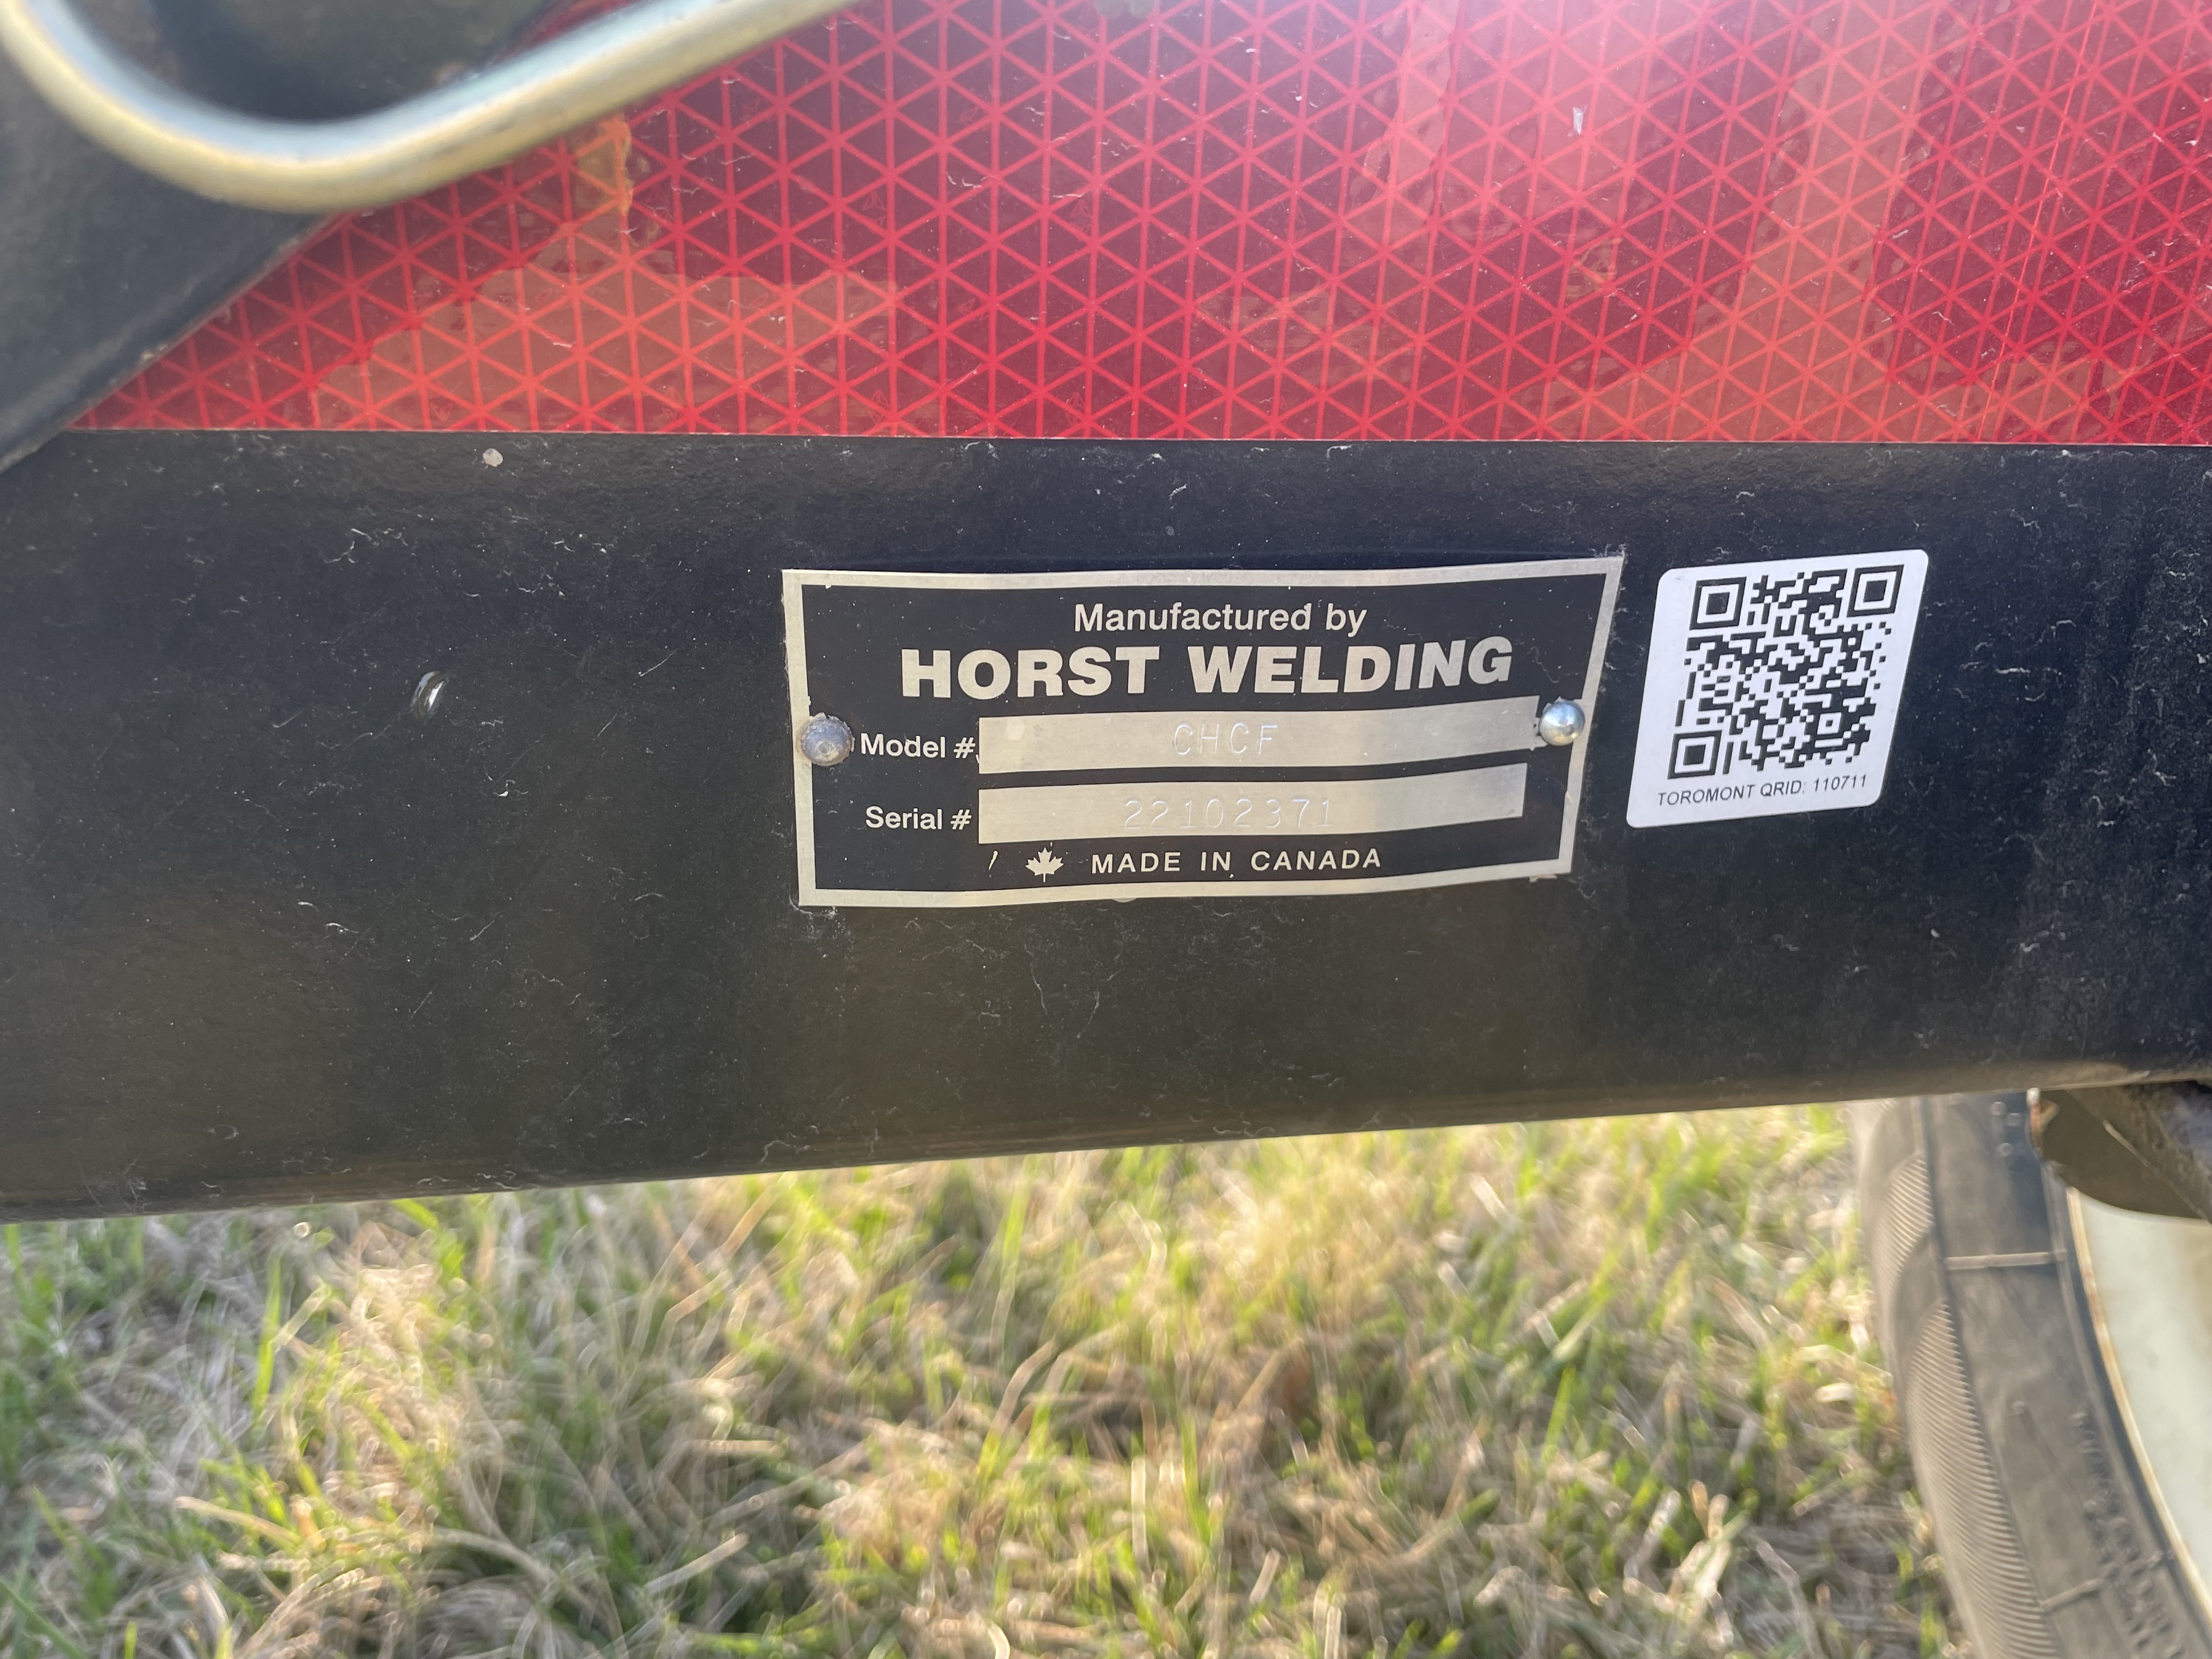 Manufactured by
HORST WELDING
Model # CHCF
Serial # 22102371
MADE IN CANADA
TOROMONT QRID: 110711